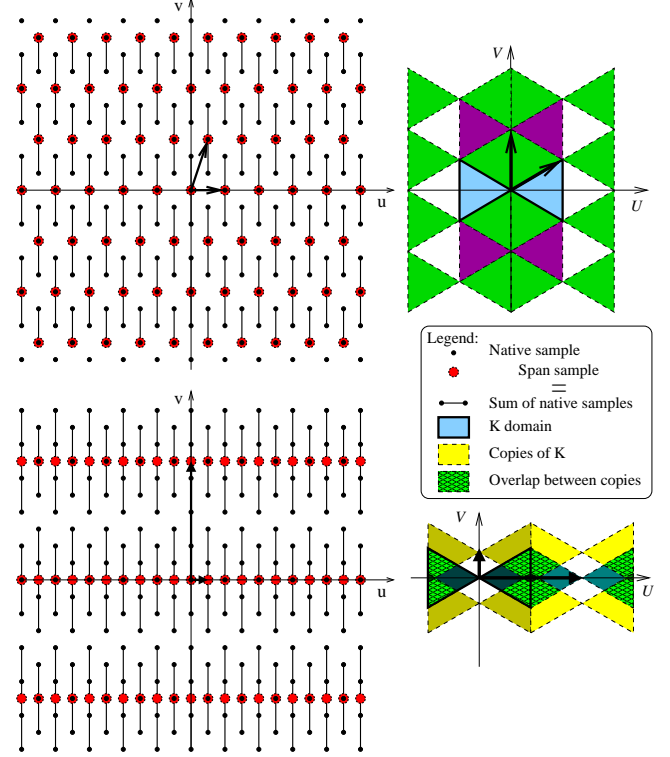 v
u
V
U
Legend:
Native sample
Span sample
=
Sum of native samples
K domain
Copies of K
Overlap between copies
v
u
V
U